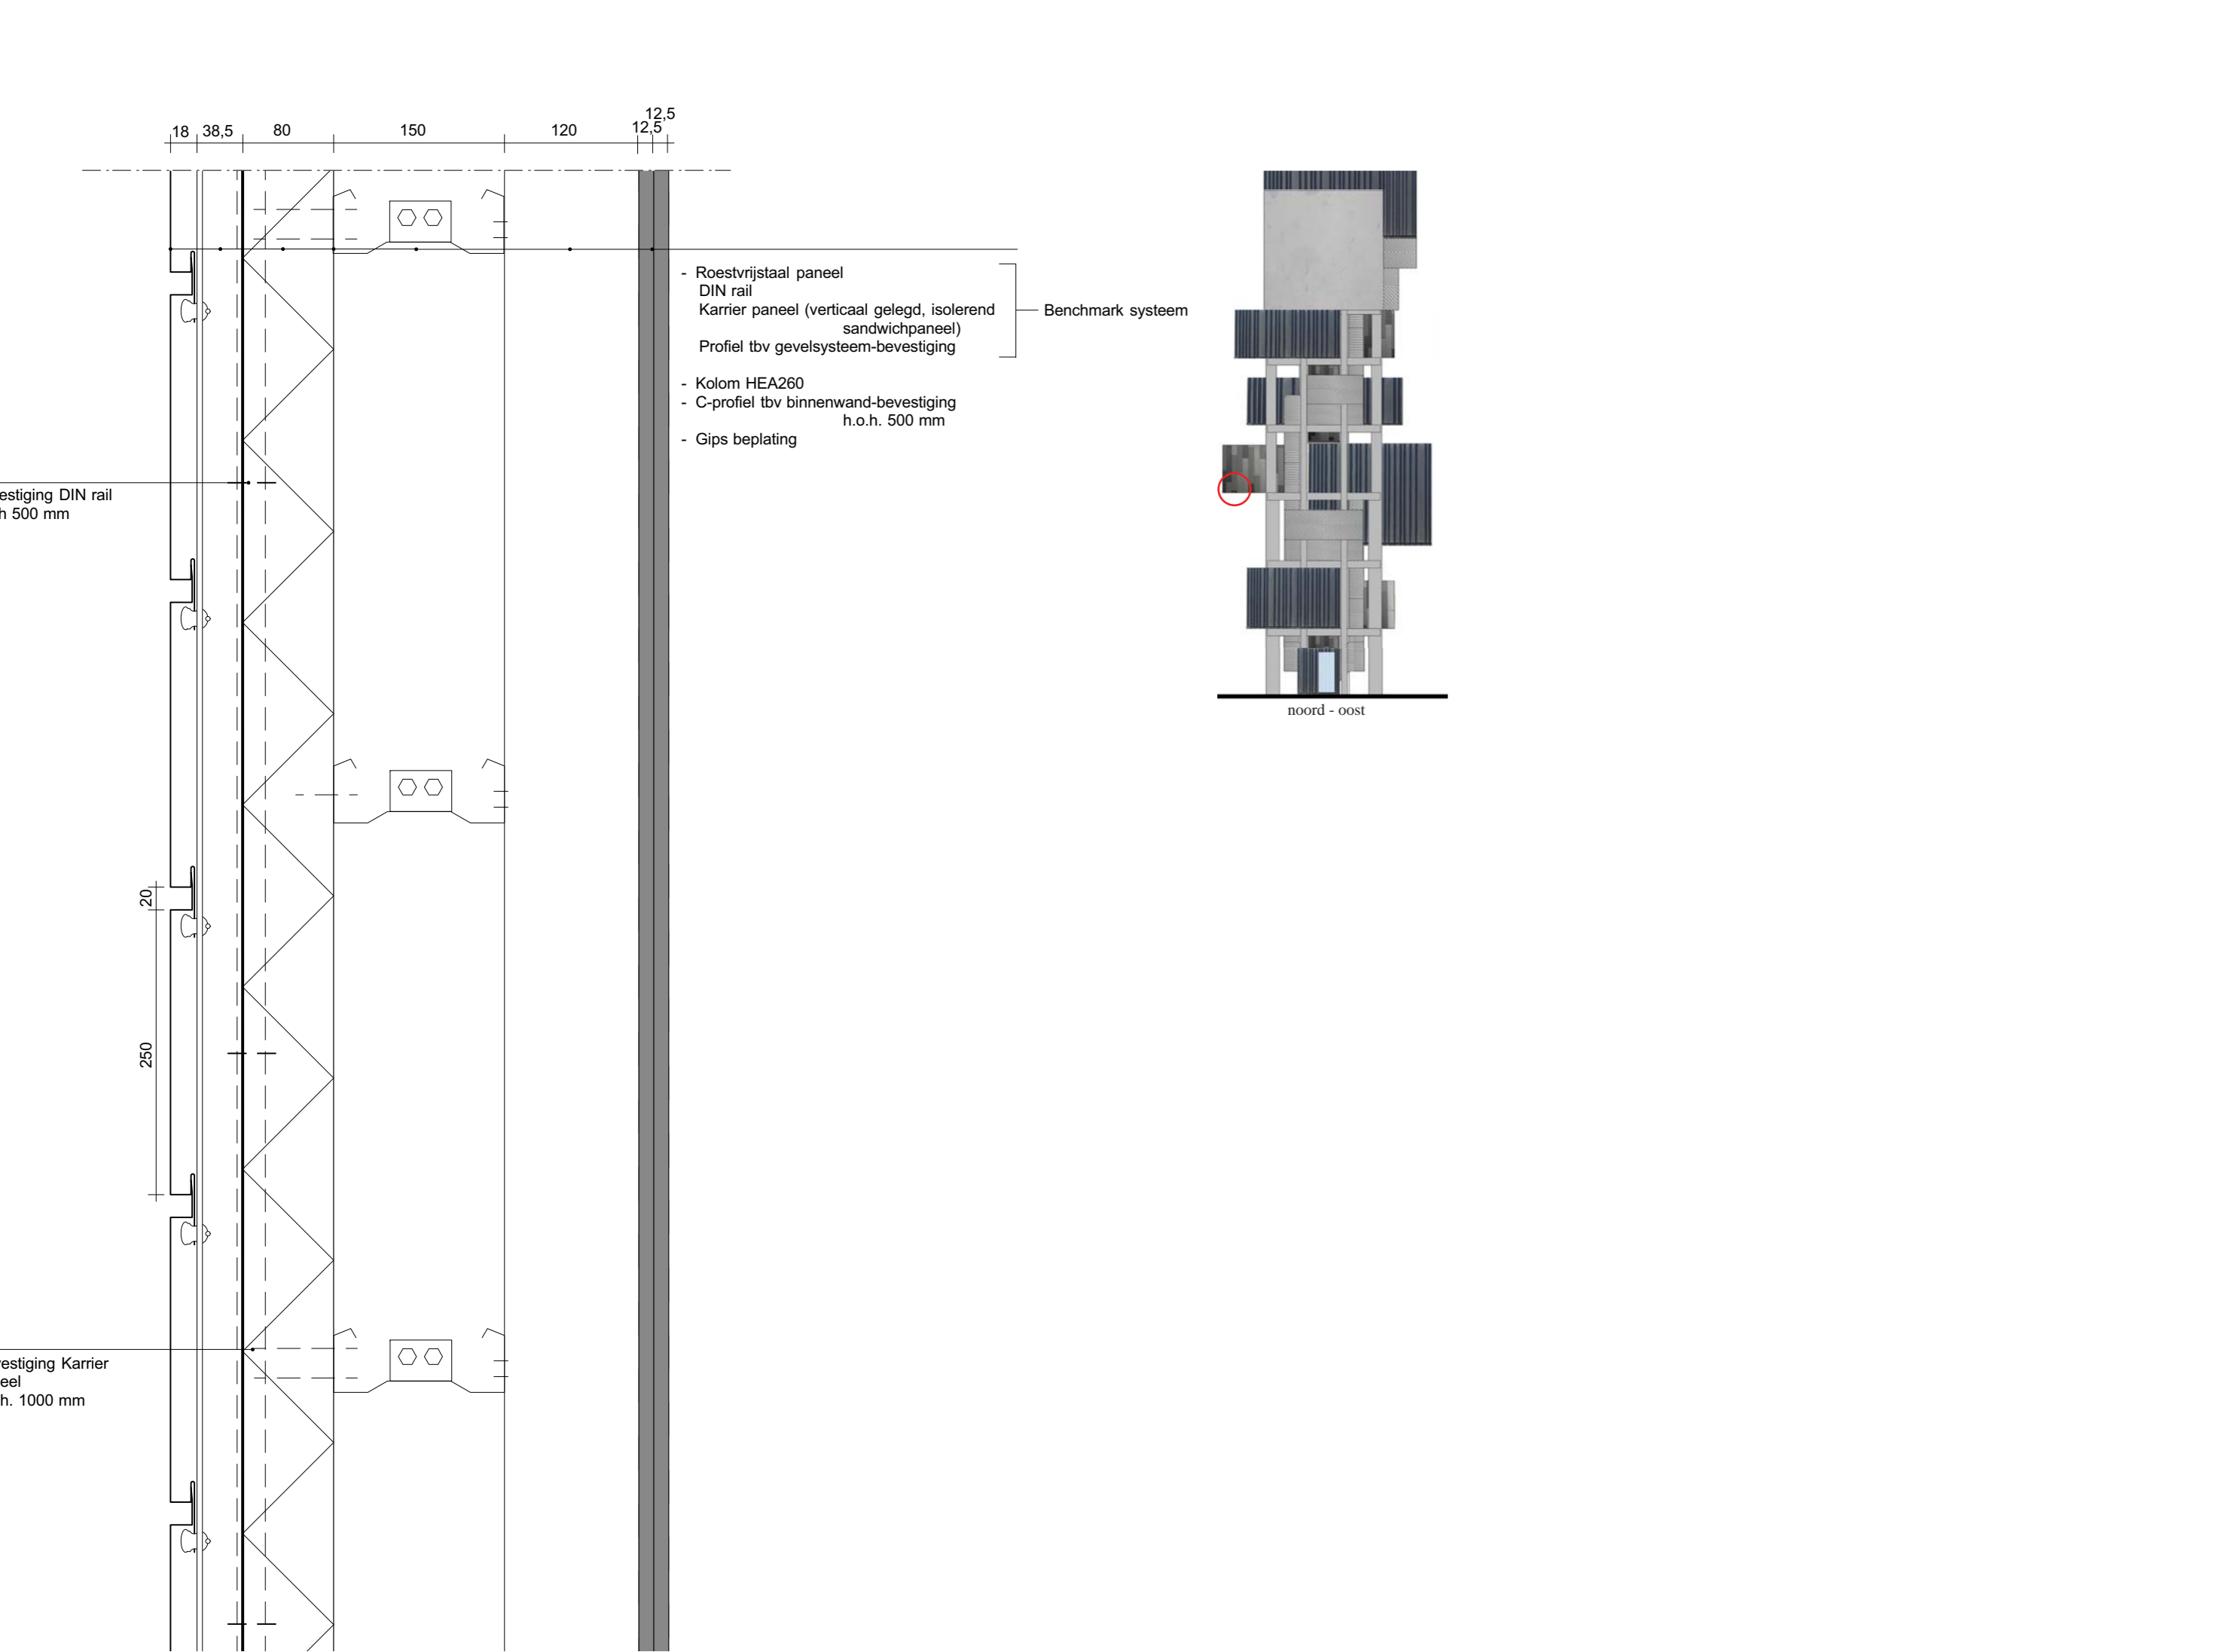 12,5
18 38,5 80 150 120 12,5
- Roestvrijstaal paneel
DIN rail
Karrier paneel (verticaal gelegd, isolerend
sandwichpaneel)
Profiel tbv gevelsysteem-bevestiging
Benchmark systeem
- Kolom HEA260
- C-profiel tbv binnenwand-bevestiging
h.o.h. 500 mm
- Gips beplating
estiging DIN rail
h 500 mm
noord - oost
20
250
estiging Karrier
eel
h. 1000 mm